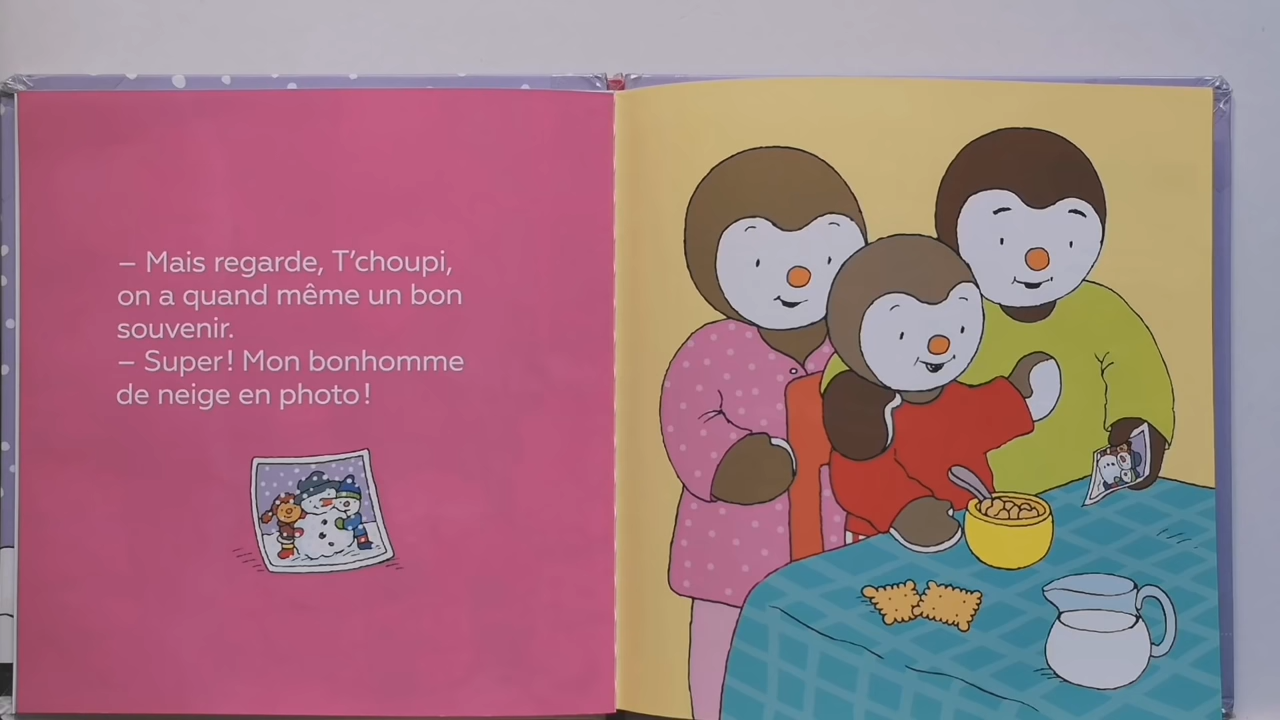 – Mais regarde, T’choupi,
on a quand même un bon
souvenir.
– Super ! Mon bonhomme
de neige en photo !